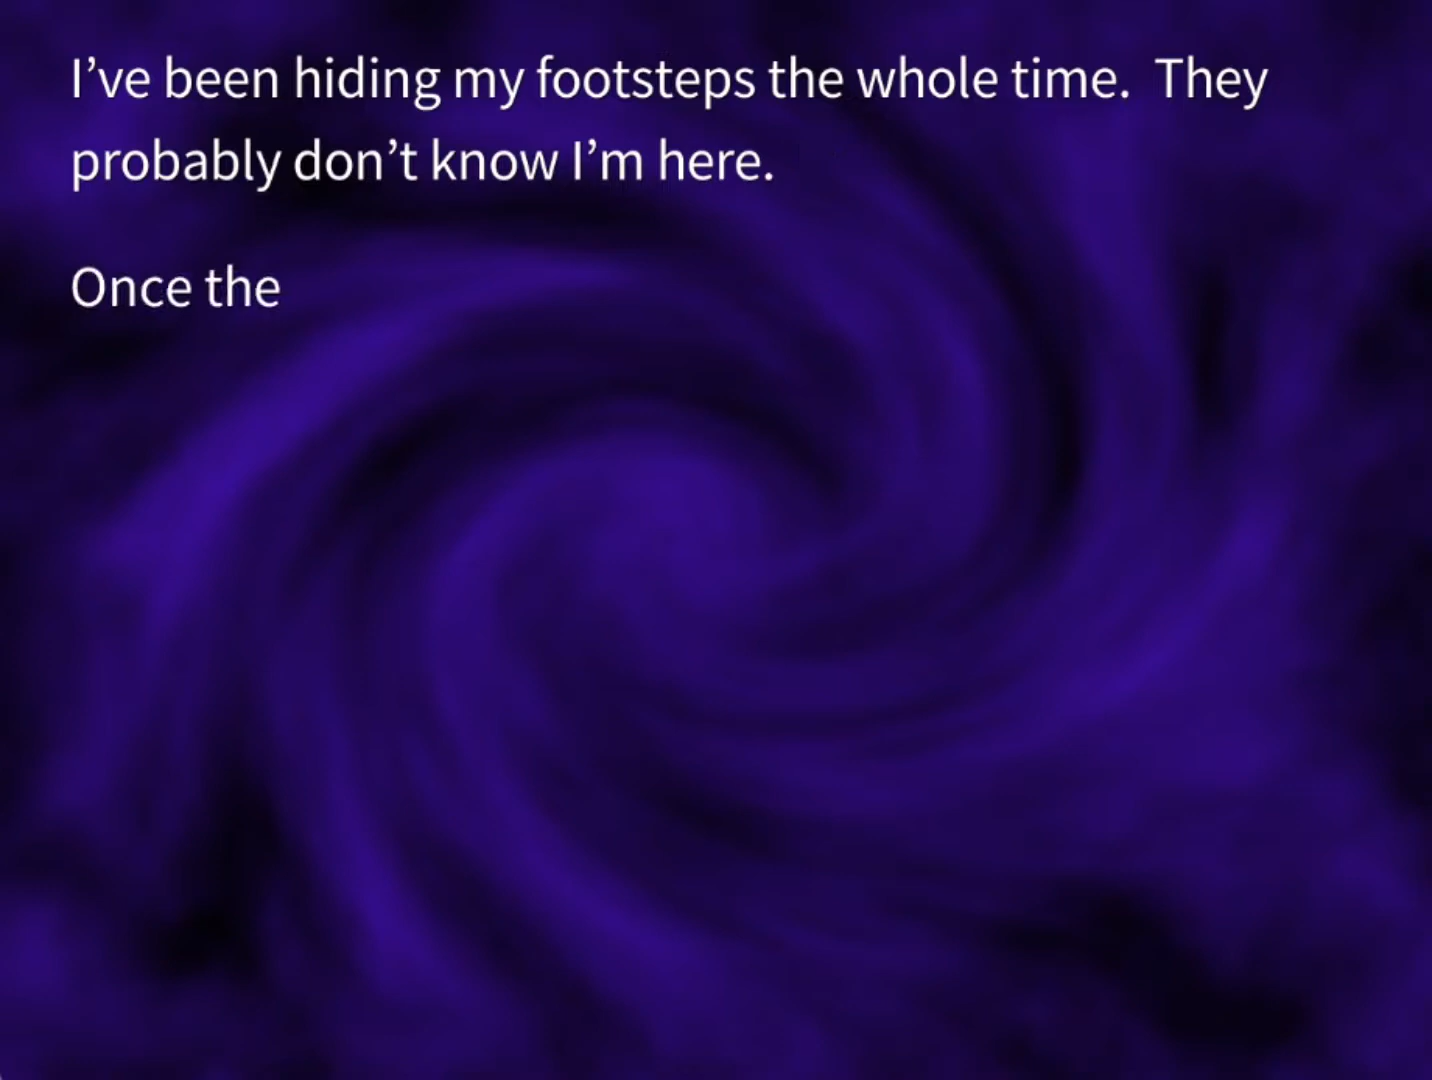 I’ve been hiding my footsteps the whole time.  They
probably don’t know I’m here.
Once the